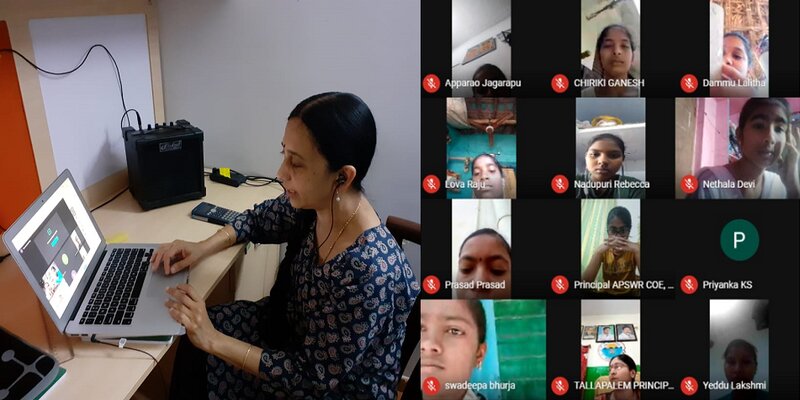 Apparao Jagarapu
CHIRIKI GANESH
Dammu Lalitha
Lova Raju
Nadupuri Rebecca
Nethala Devi
Prasad Prasad
Principal APSWR COE, ...
P
Priyanka KS
swadeepa bhurja
TALLAPALEM PRINCIP...
Yeddu Lakshmi